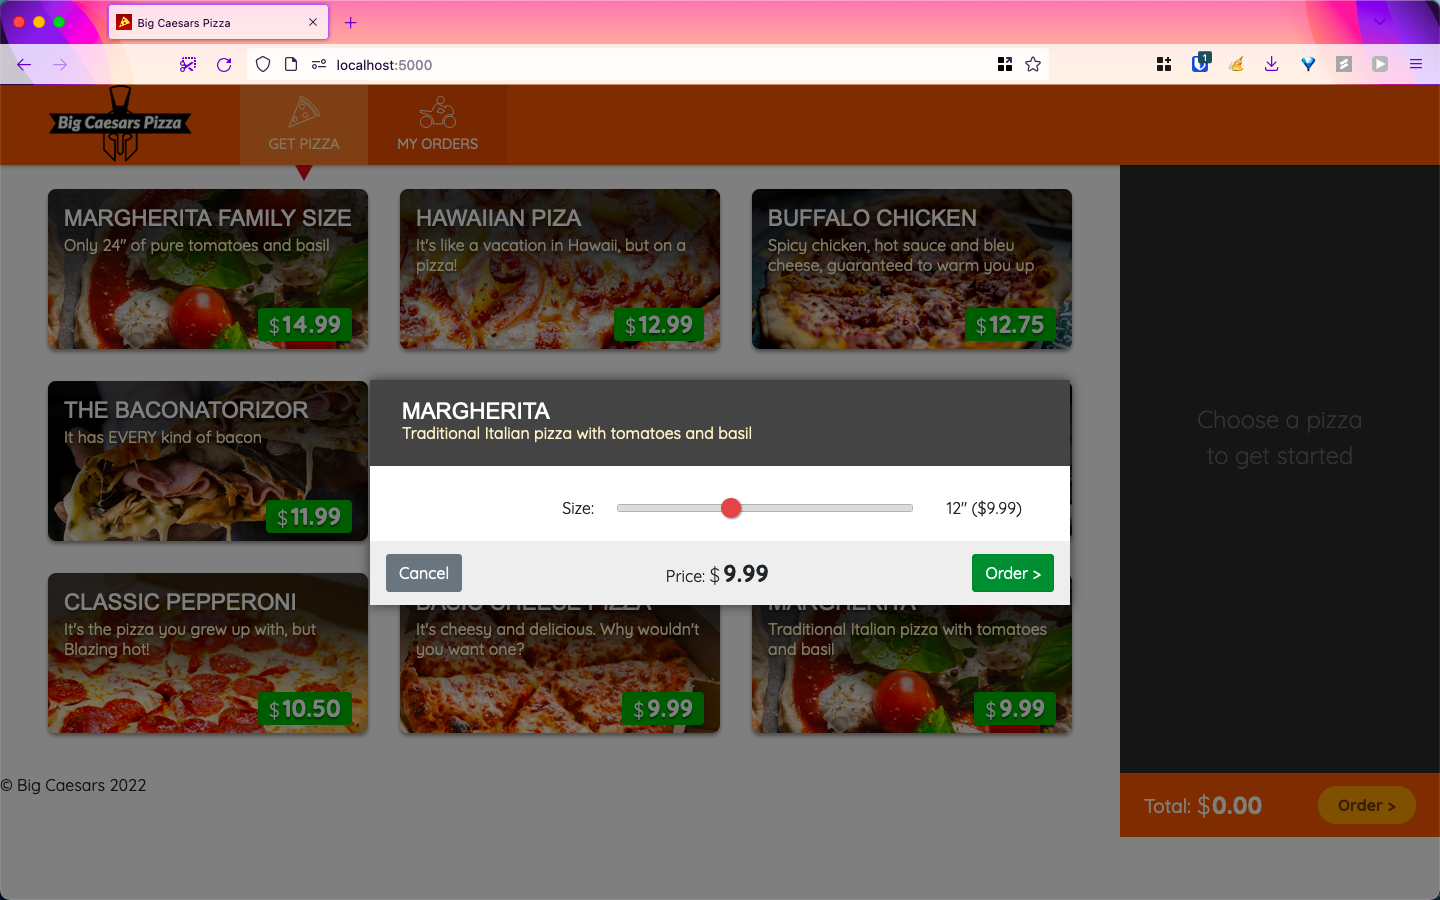 Big Caesars Pizza
localhost:5000
1
Big Caesars Pizza
GET PIZZA
MY ORDERS
MARGHERITA FAMILY SIZE
Only 24" of pure tomatoes and basil
$14.99
HAWAIIAN PIZA
It's like a vacation in Hawaii, but on a
pizza!
$12.99
BUFFALO CHICKEN
Spicy chicken, hot sauce and bleu
cheese, guaranteed to warm you up
$12.75
THE BACONATORIZOR
It has EVERY kind of bacon
$11.99
MARGHERITA
Traditional Italian pizza with tomatoes and basil
Size:
12" ($9.99)
Cancel
Price: $9.99
Order >
CLASSIC PEPPERONI
It's the pizza you grew up with, but
Blazing hot!
$10.50
BASIC CHEESE PIZZA
It's cheesy and delicious. Why wouldn't
you want one?
$9.99
MARGHERITA
Traditional Italian pizza with tomatoes
and basil
$9.99
Choose a pizza
to get started
Total: $0.00
Order >
© Big Caesars 2022